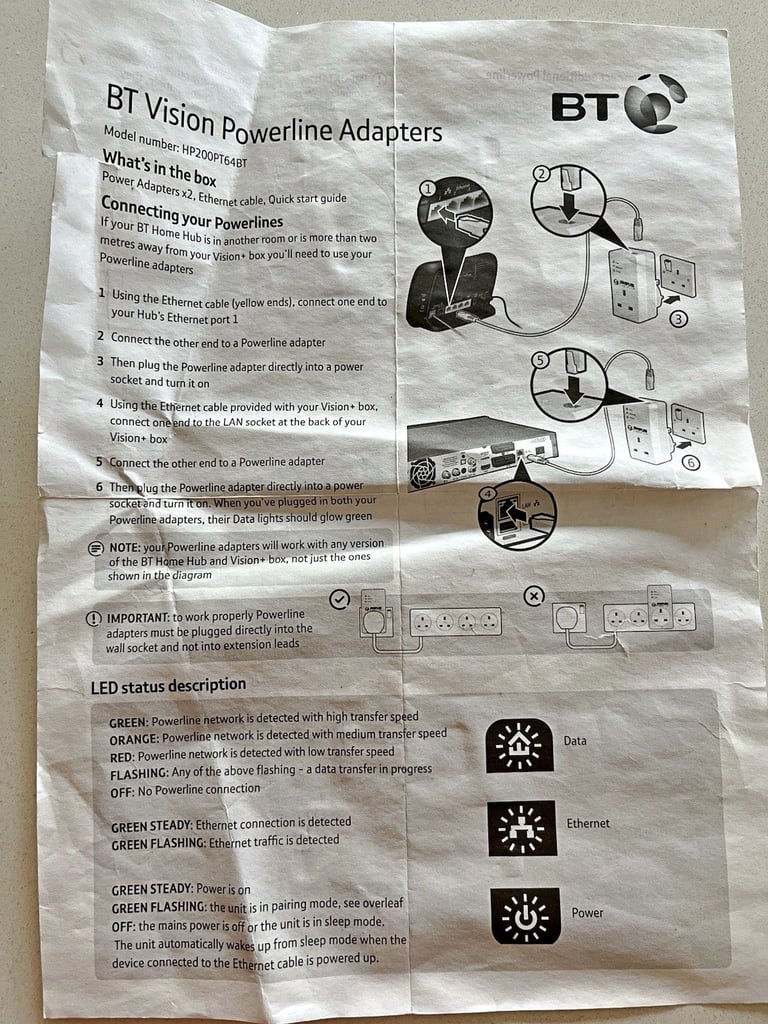 BT Vision Powerline Adapters
BT
Model number: HP200PT64BT
What's in the box
Power Adapters x2, Ethernet cable, Quick start guide
Connecting your Powerlines
If your BT Home Hub is in another room or is more than two
metres away from your Vision+ box you'll need to use your
Powerline adapters
1 Using the Ethernet cable (yellow ends), connect one end to
your Hub's Ethernet port 1
2 Connect the other end to a Powerline adapter
3 Then plug the Powerline adapter directly into a power
socket and turn it on
4 Using the Ethernet cable provided with your Vision+ box,
connect one end to the LAN socket at the back of your
Vision+ box
5 Connect the other end to a Powerline adapter
6 Then plug the Powerline adapter directly into a power
socket and turn it on. When you've plugged in both your
Powerline adapters, their Data lights should glow green
1
2
3
5
6
4
LAN
NOTE: your Powerline adapters will work with any version
of the BT Home Hub and Vision+ box, not just the ones
shown in the diagram
IMPORTANT: to work properly Powerline
adapters must be plugged directly into the
wall socket and not into extension leads
LED status description
GREEN: Powerline network is detected with high transfer speed
ORANGE: Powerline network is detected with medium transfer speed
RED: Powerline network is detected with low transfer speed
FLASHING: Any of the above flashing - a data transfer in progress
OFF: No Powerline connection
Data
GREEN STEADY: Ethernet connection is detected
GREEN FLASHING: Ethernet traffic is detected
Ethernet
GREEN STEADY: Power is on
GREEN FLASHING: the unit is in pairing mode, see overleaf
OFF: the mains power is off or the unit is in sleep mode.
The unit automatically wakes up from sleep mode when the
device connected to the Ethernet cable is powered up.
Power